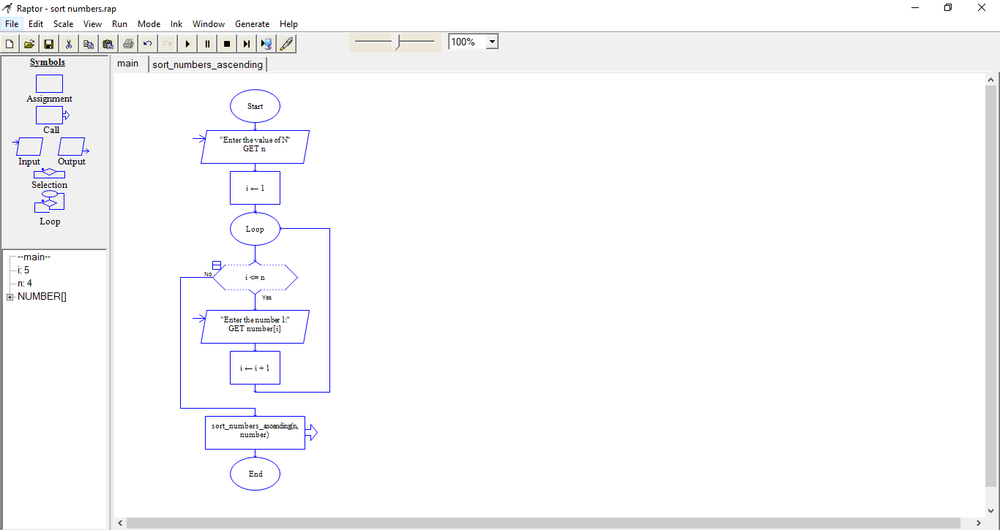 Raptor - sort numbers.rap
File Edit Scale View Run Mode Ink Window Generate Help
100%
Symbols
Assignment
Call
Input Output
Selection
Loop
--main--
i: 5
n: 4
NUMBER[]
main sort_numbers_ascending
Start
"Enter the value of N"
GET n
i ← 1
Loop
i <= n
No
Yes
"Enter the number 1:"
GET number[i]
i ← i + 1
sort_numbers_ascending(n,
number)
End